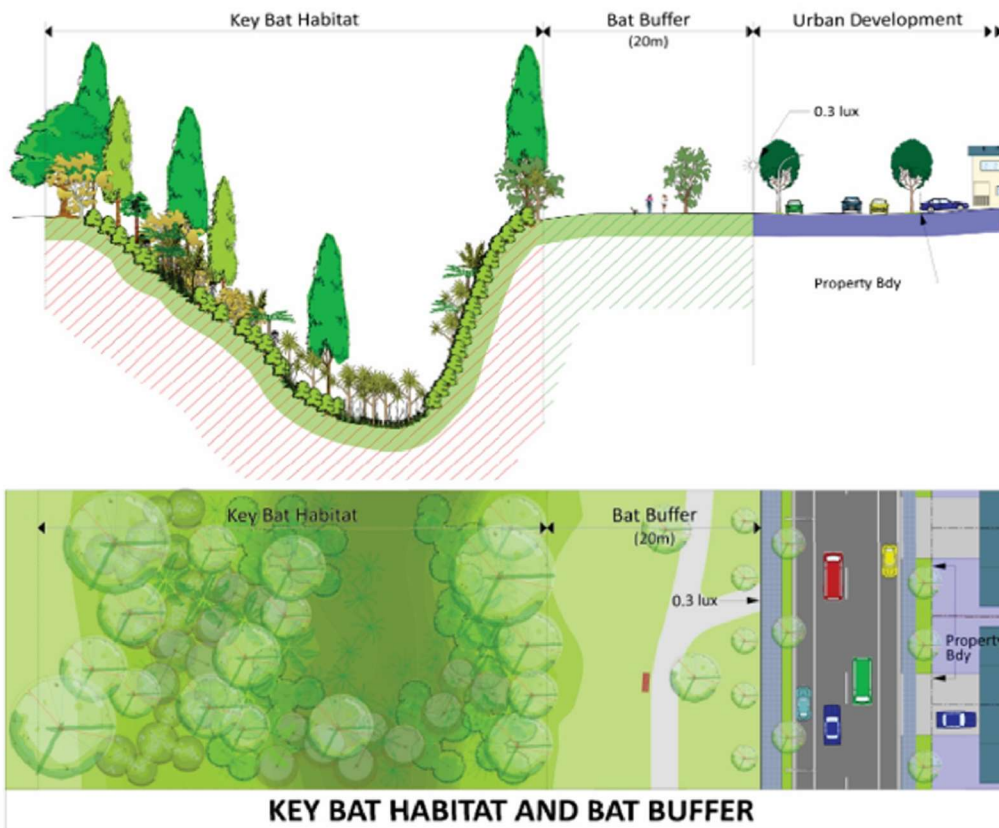 Key Bat Habitat
Bat Buffer
(20m)
Urban Development
0.3 lux
Property Bdy
Key Bat Habitat
Bat Buffer
(20m)
0.3 lux
Property
Bdy
KEY BAT HABITAT AND BAT BUFFER